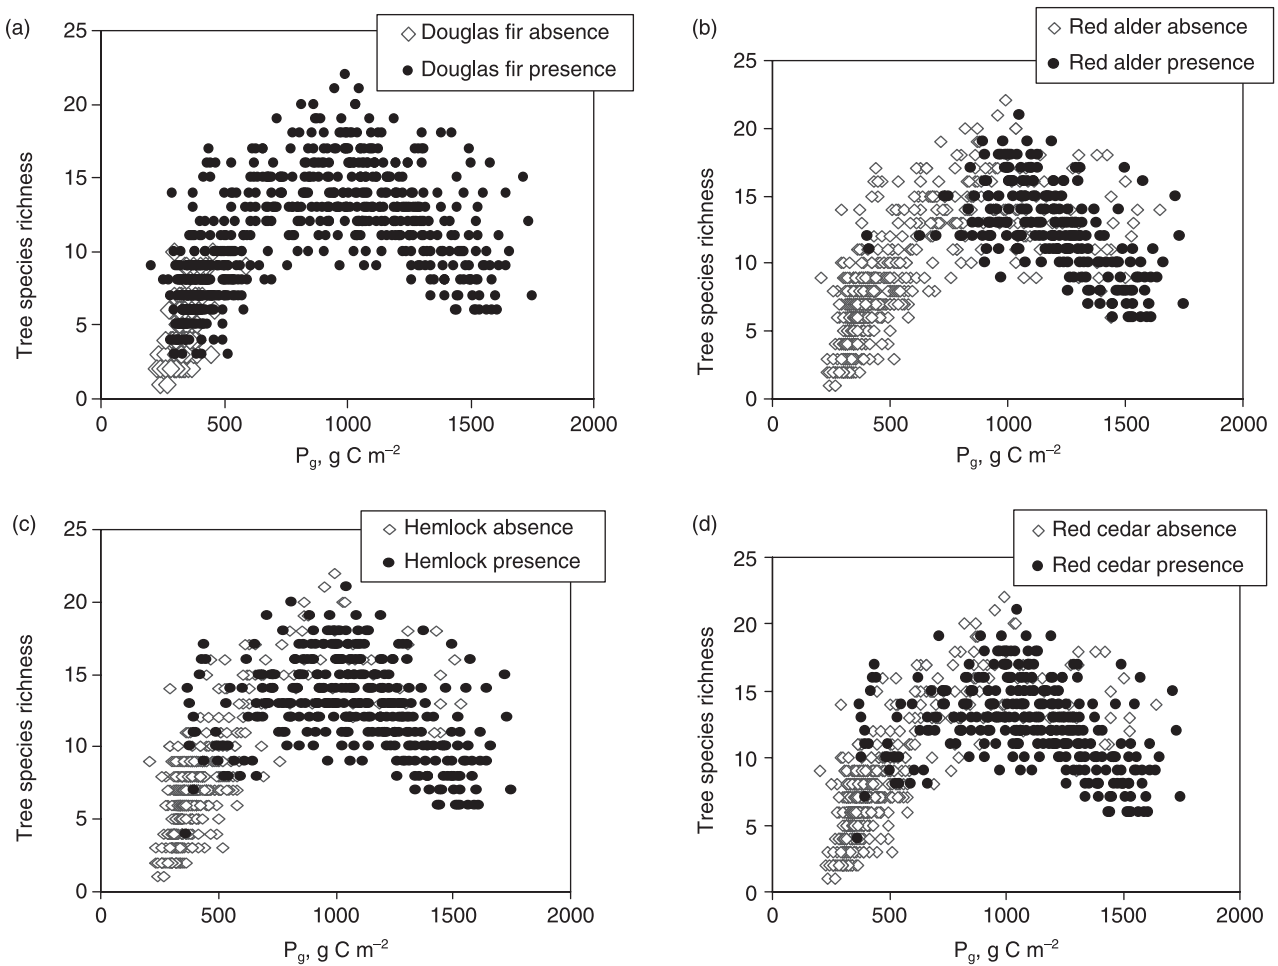 (a)
Douglas fir absence
Douglas fir presence
25
20
15
10
5
0
Tree species richness
0 500 1000 1500 2000
Pg, g C m–2
(b)
Red alder absence
Red alder presence
25
20
15
10
5
0
Tree species richness
0 500 1000 1500 2000
Pg, g C m–2
(c)
Hemlock absence
Hemlock presence
25
20
15
10
5
0
Tree species richness
0 500 1000 1500 2000
Pg, g C m–2
(d)
Red cedar absence
Red cedar presence
25
20
15
10
5
0
Tree species richness
0 500 1000 1500 2000
Pg, g C m–2